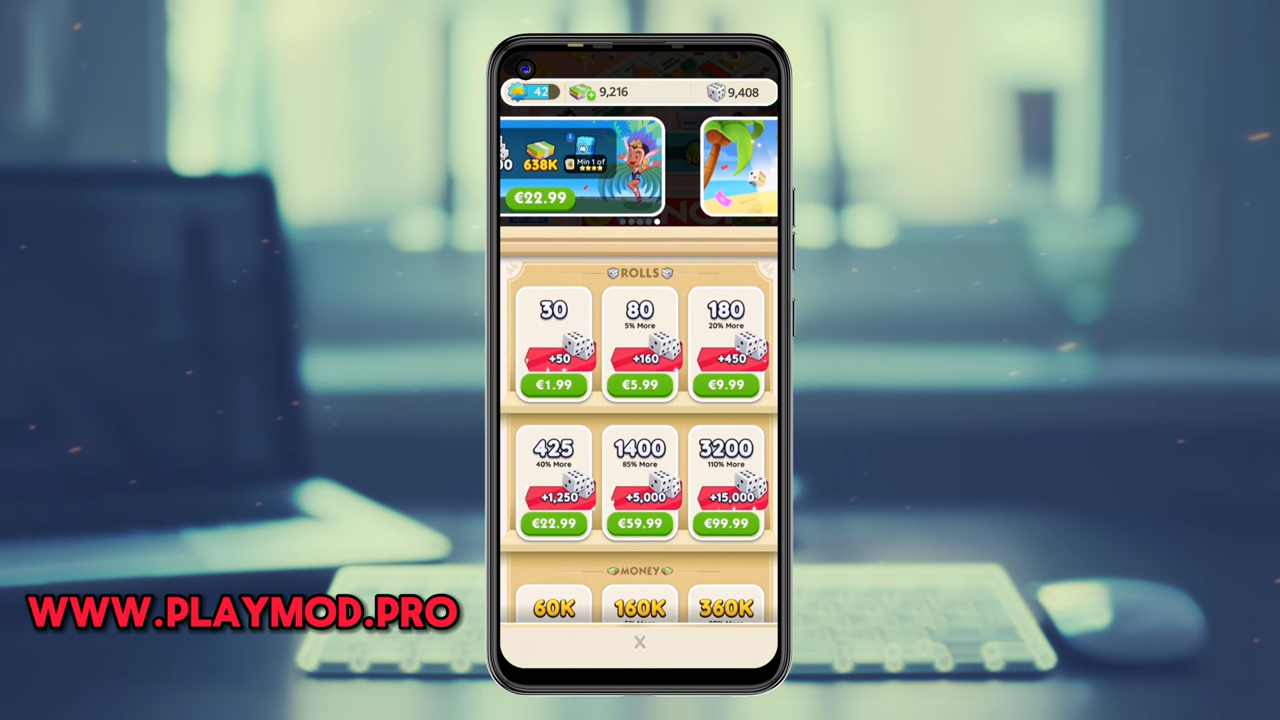 42
9,216
9,408
638K
Min 1 of
€22.99
ROLLS
30
80
180
5% More
20% More
+50
+160
+450
€1.99
€5.99
€9.99
425
1400
3200
40% More
85% More
110% More
+1,250
+5,000
+15,000
€22.99
€59.99
€99.99
MONEY
60K
160K
360K
X
WWW.PLAYMOD.PRO